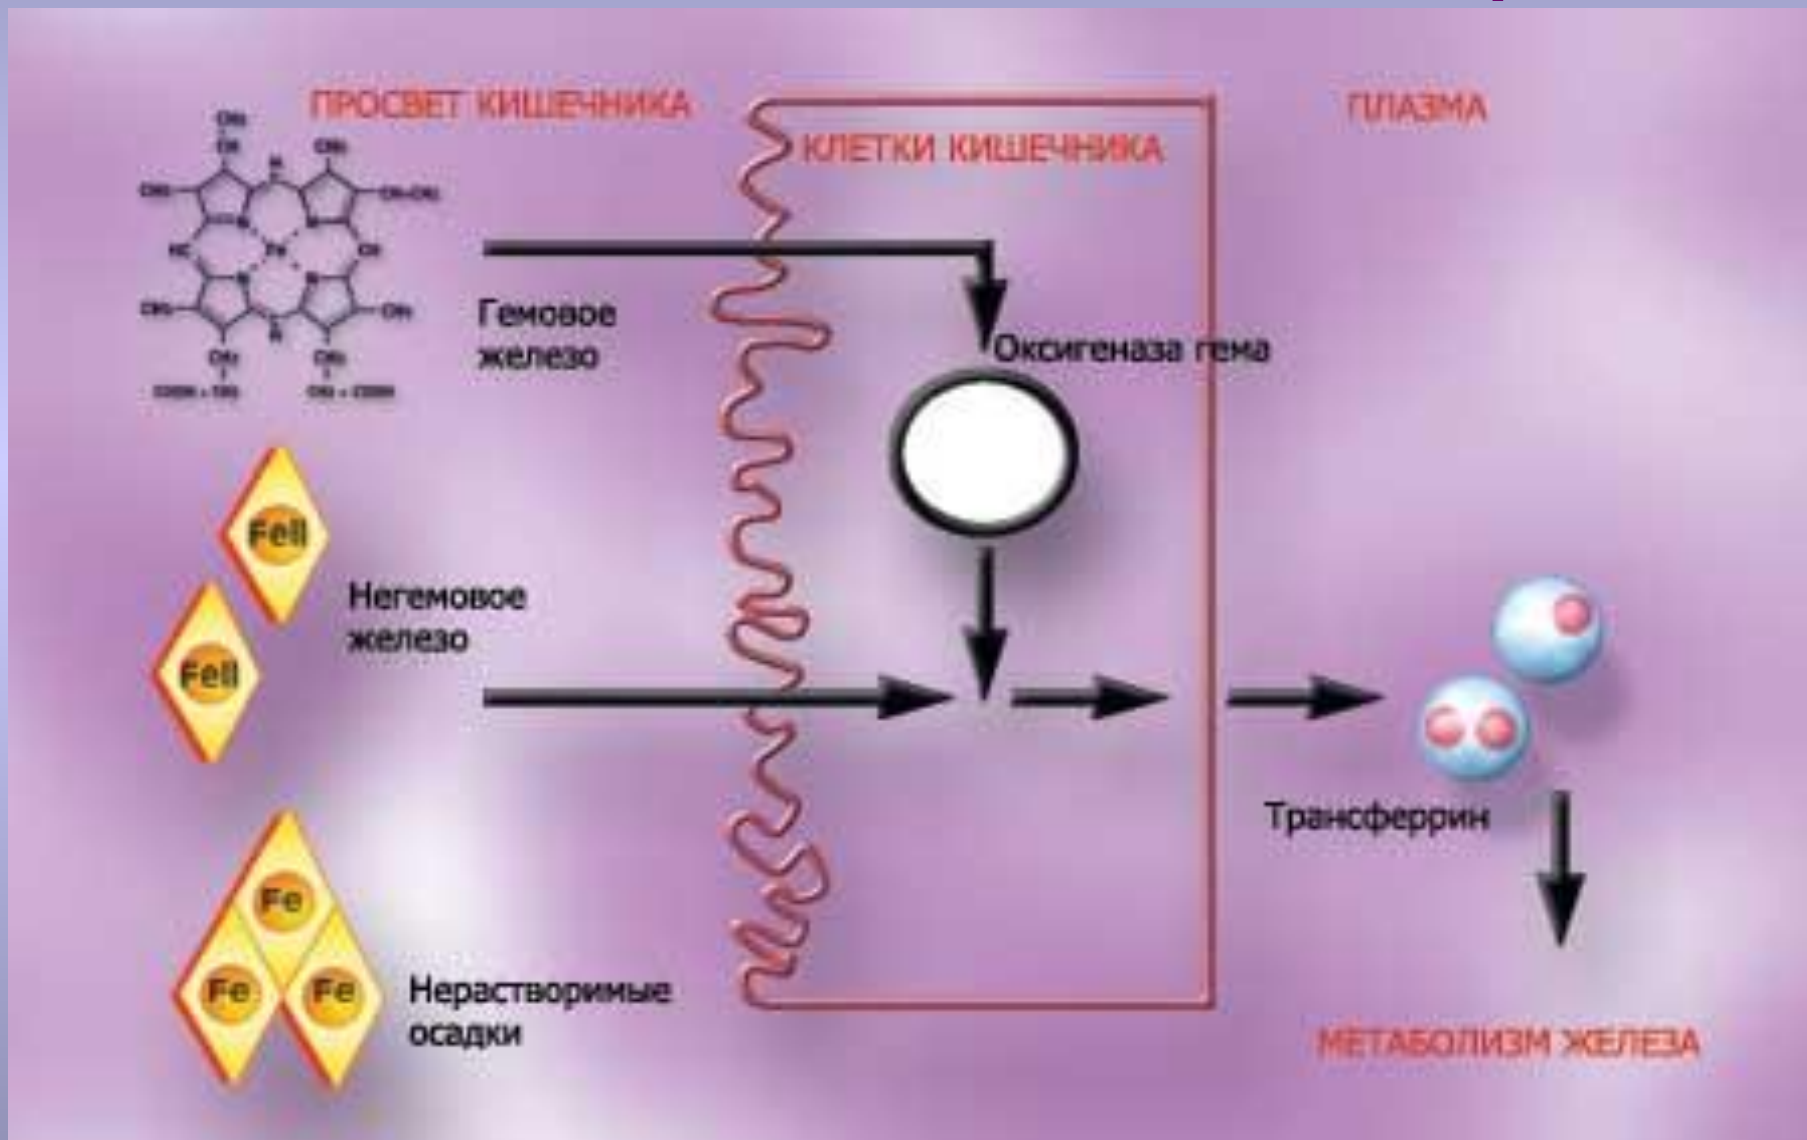 ПРОСВЕТ КИШЕЧНИКА
КЛЕТКИ КИШЕЧНИКА
ПЛАЗМА
Fe
Гемовое
железо
Оксигеназа гема
FeII
FeII
Негемовое
железо
Трансферрин
Fe
Fe
Fe
Нерастворимые
осадки
МЕТАБОЛИЗМ ЖЕЛЕЗА